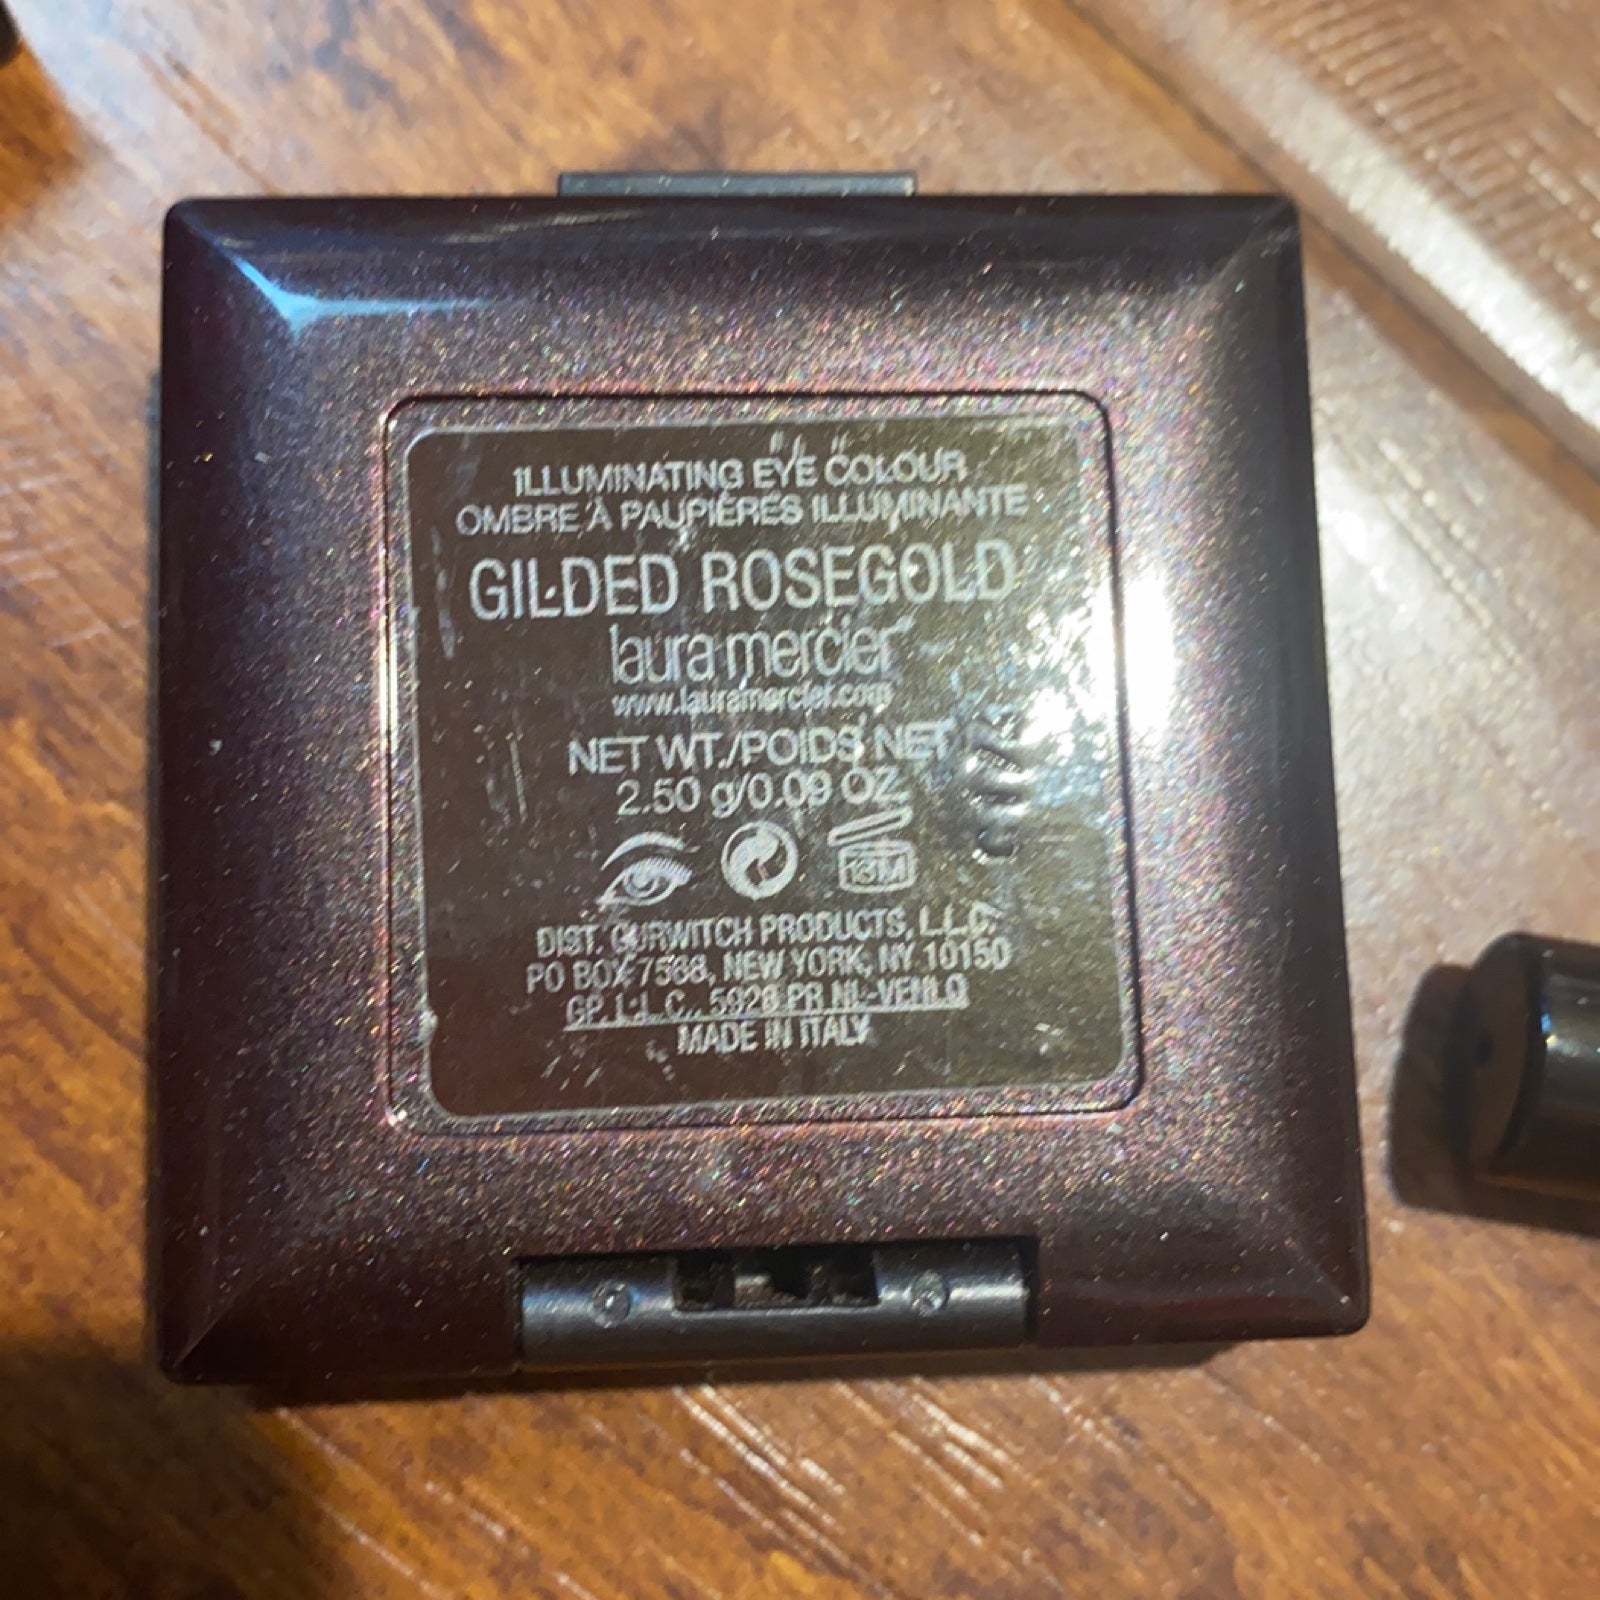 ILLUMINATING EYE COLOUR
OMBRE À PAUPIÈRES ILLUMINANTE
GILDED ROSEGOLD
laura mercier
www.lauramercier.com
NET WT./POIDS NET
2.50 g/0.09 OZ
DIST. GURWITCH PRODUCTS, L.L.C.
PO BOX NEW YORK, NY 10150
GP, L.L.C., 5928 PR NL-VENLO
MADE IN ITALY